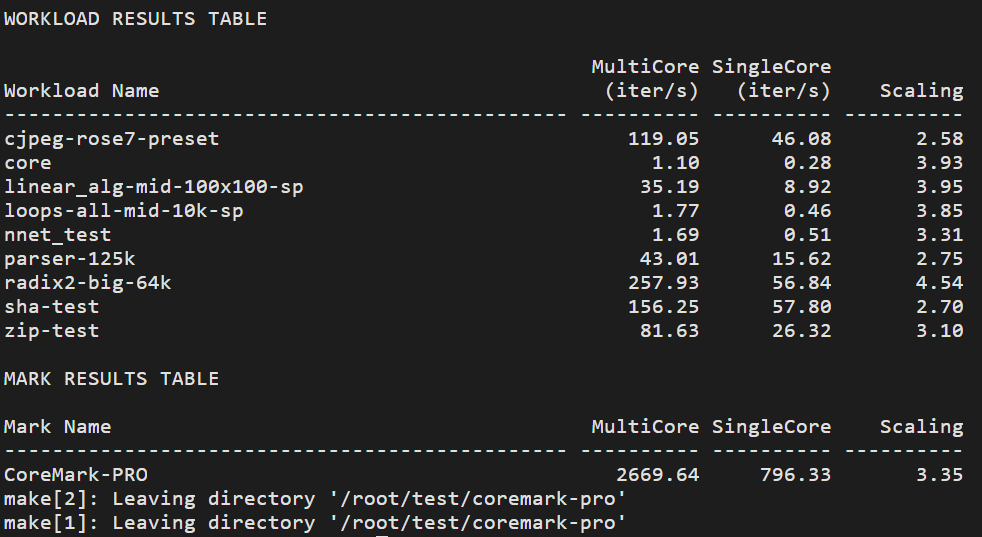 WORKLOAD RESULTS TABLE
MultiCore SingleCore
Workload Name (iter/s) (iter/s) Scaling
----------------------------------------------- ---------- ---------- ----------
cjpeg-rose7-preset 119.05 46.08 2.58
core 1.10 0.28 3.93
linear_alg-mid-100x100-sp 35.19 8.92 3.95
loops-all-mid-10k-sp 1.77 0.46 3.85
nnet_test 1.69 0.51 3.31
parser-125k 43.01 15.62 2.75
radix2-big-64k 257.93 56.84 4.54
sha-test 156.25 57.80 2.70
zip-test 81.63 26.32 3.10
MARK RESULTS TABLE
Mark Name MultiCore SingleCore Scaling
----------------------------------------------- ---------- ---------- ----------
CoreMark-PRO 2669.64 796.33 3.35
make[2]: Leaving directory '/root/test/coremark-pro'
make[1]: Leaving directory '/root/test/coremark-pro'